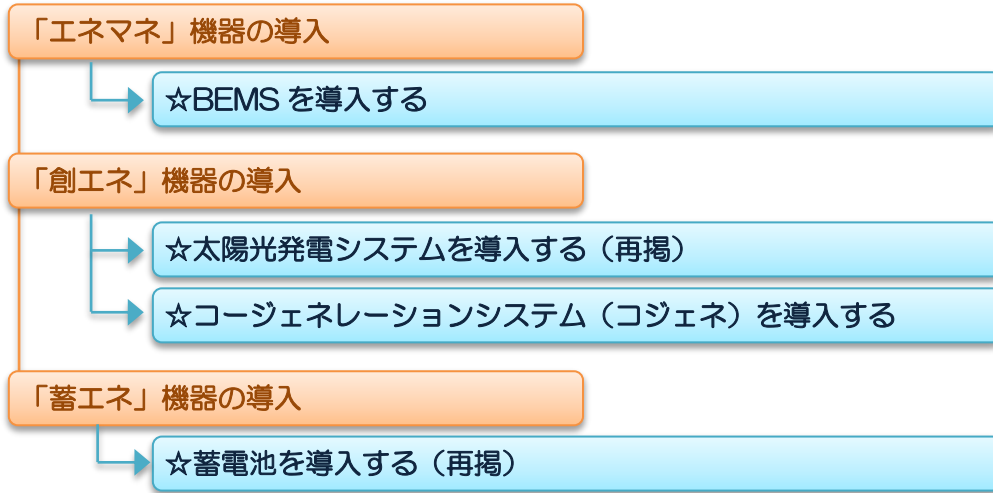 「エネマネ」機器の導入
☆BEMS を導入する
「創エネ」機器の導入
☆太陽光発電システムを導入する（再掲）
☆コージェネレーションシステム（コジェネ）を導入する
「蓄エネ」機器の導入
☆蓄電池を導入する（再掲）